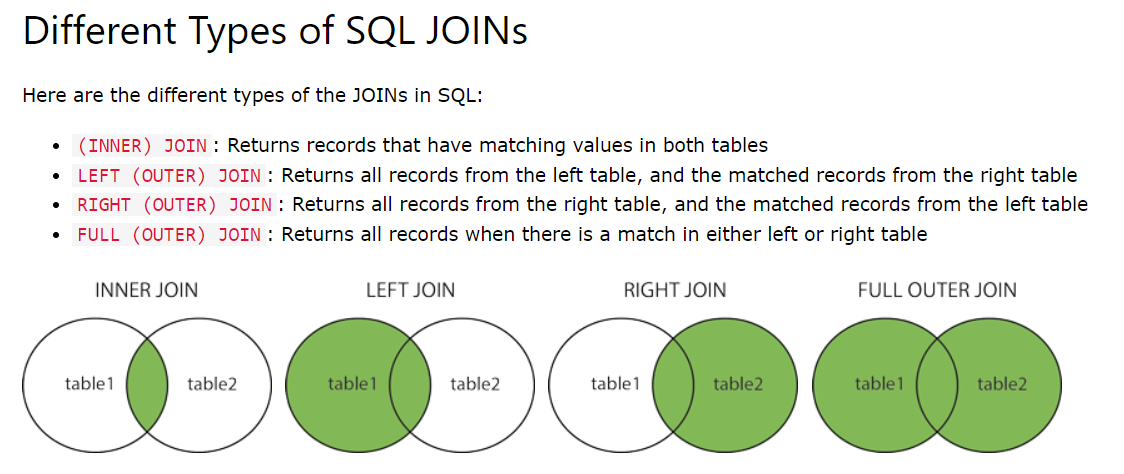 Different Types of SQL JOINs
Here are the different types of the JOINs in SQL:
(INNER) JOIN: Returns records that have matching values in both tables
LEFT (OUTER) JOIN: Returns all records from the left table, and the matched records from the right table
RIGHT (OUTER) JOIN: Returns all records from the right table, and the matched records from the left table
FULL (OUTER) JOIN: Returns all records when there is a match in either left or right table
INNER JOIN LEFT JOIN RIGHT JOIN FULL OUTER JOIN
table1 table2 table1 table2 table1 table2 table1 table2